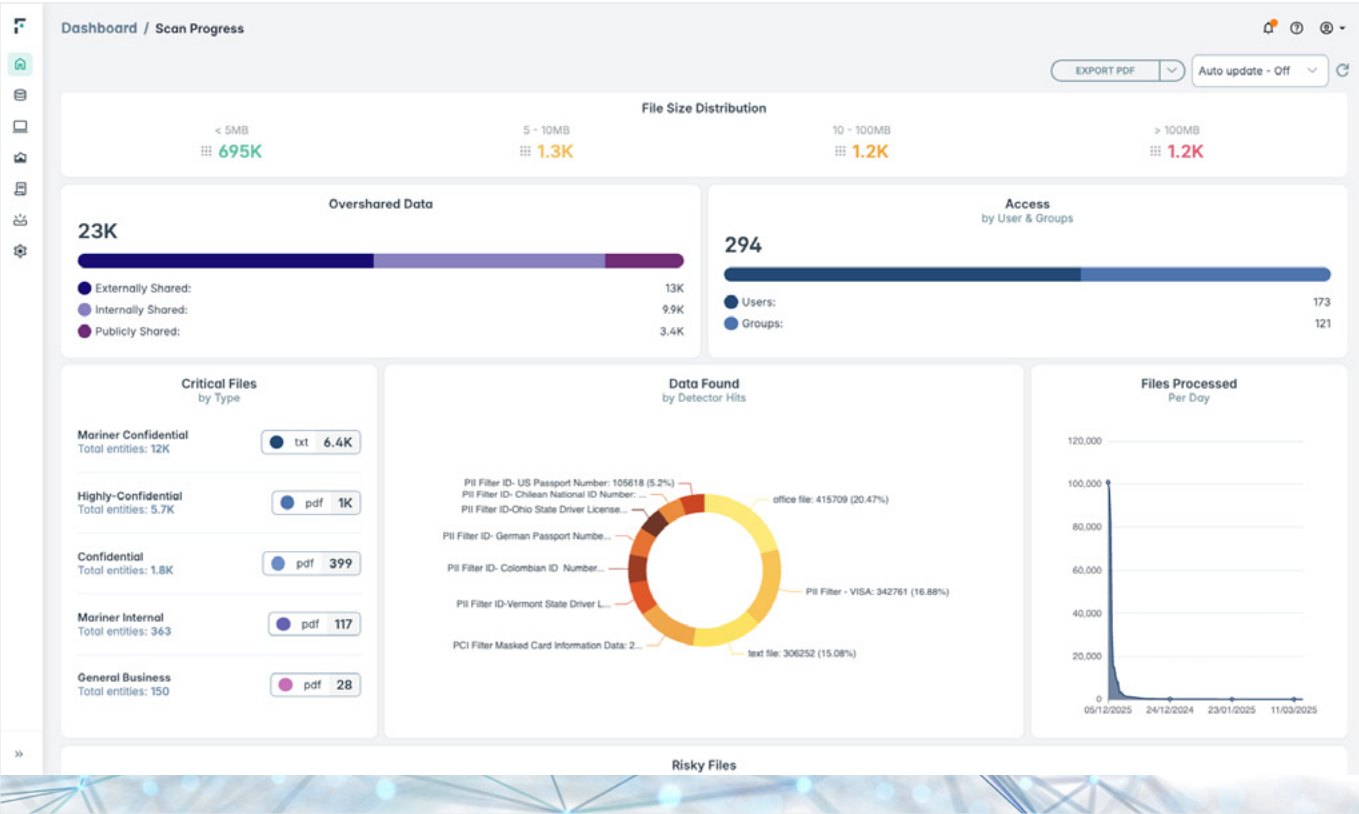 Dashboard / Scan Progress
EXPORT PDF
Auto update - Off
File Size Distribution
< 5MB
695K
5 - 10MB
1.3K
10 - 100MB
1.2K
> 100MB
1.2K
Overshared Data
23K
Externally Shared: 13K
Internally Shared: 9.9K
Publicly Shared: 3.4K
Access
by User & Groups
294
Users: 173
Groups: 121
Critical Files
by Type
Mariner Confidential
Total entities: 12K
txt 6.4K
Highly-Confidential
Total entities: 5.7K
pdf 1K
Confidential
Total entities: 1.8K
pdf 399
Mariner Internal
Total entities: 363
pdf 117
General Business
Total entities: 150
pdf 28
Data Found
by Detector Hits
PII Filter ID- US Passport Number: 105618 (5.2%)
PII Filter ID- Chilean National ID Number: ...
PII Filter ID-Ohio State Driver License...
PII Filter ID- German Passport Numbe...
PII Filter ID- Colombian ID Number...
PII Filter ID-Vermont State Driver L...
PCI Filter Masked Card Information Data: 2...
office file: 415709 (20.47%)
PII Filter - VISA: 342761 (16.88%)
text file: 306252 (15.08%)
Files Processed
Per Day
120,000
100,000
80,000
60,000
40,000
20,000
0
05/12/2025 24/12/2024 23/01/2025 11/03/2025
Risky Files